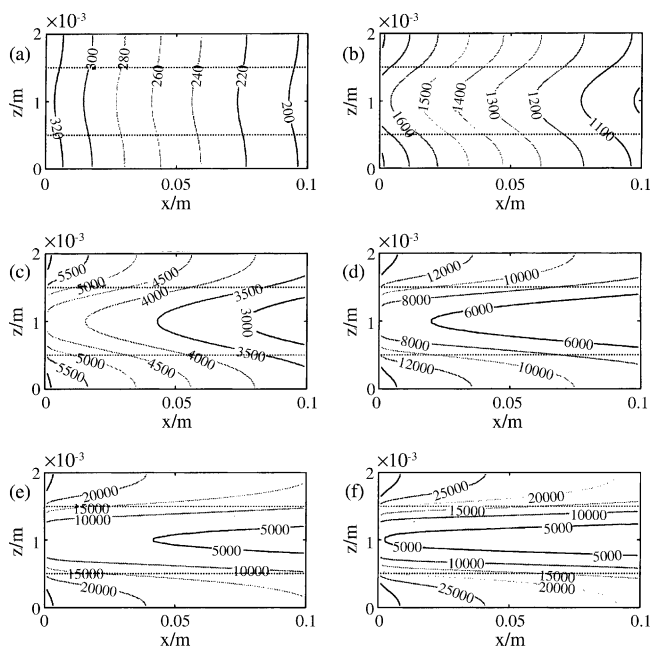 ×10⁻³ ×10⁻³
(a) 2 300 280 260 240 220 200 320
z/m 1
0
0 0.05 0.1
x/m
(b) 2 1600 1500 1400 1300 1200 1100
z/m 1
0
0 0.05 0.1
x/m
×10⁻³ ×10⁻³
(c) 2 5500 5000 4500 4000 3500 3000
z/m 1
5500 5000 4500 4000 3500
0
0 0.05 0.1
x/m
(d) 2 12000 10000 8000 6000
z/m 1
12000 10000 8000 6000
0
0 0.05 0.1
x/m
×10⁻³ ×10⁻³
(e) 2 20000 15000 10000 5000
z/m 1
20000 15000 10000 5000
0
0 0.05 0.1
x/m
(f) 2 25000 20000 15000 10000 5000
z/m 1
5000 5000 10000 15000 20000 25000
0
0 0.05 0.1
x/m